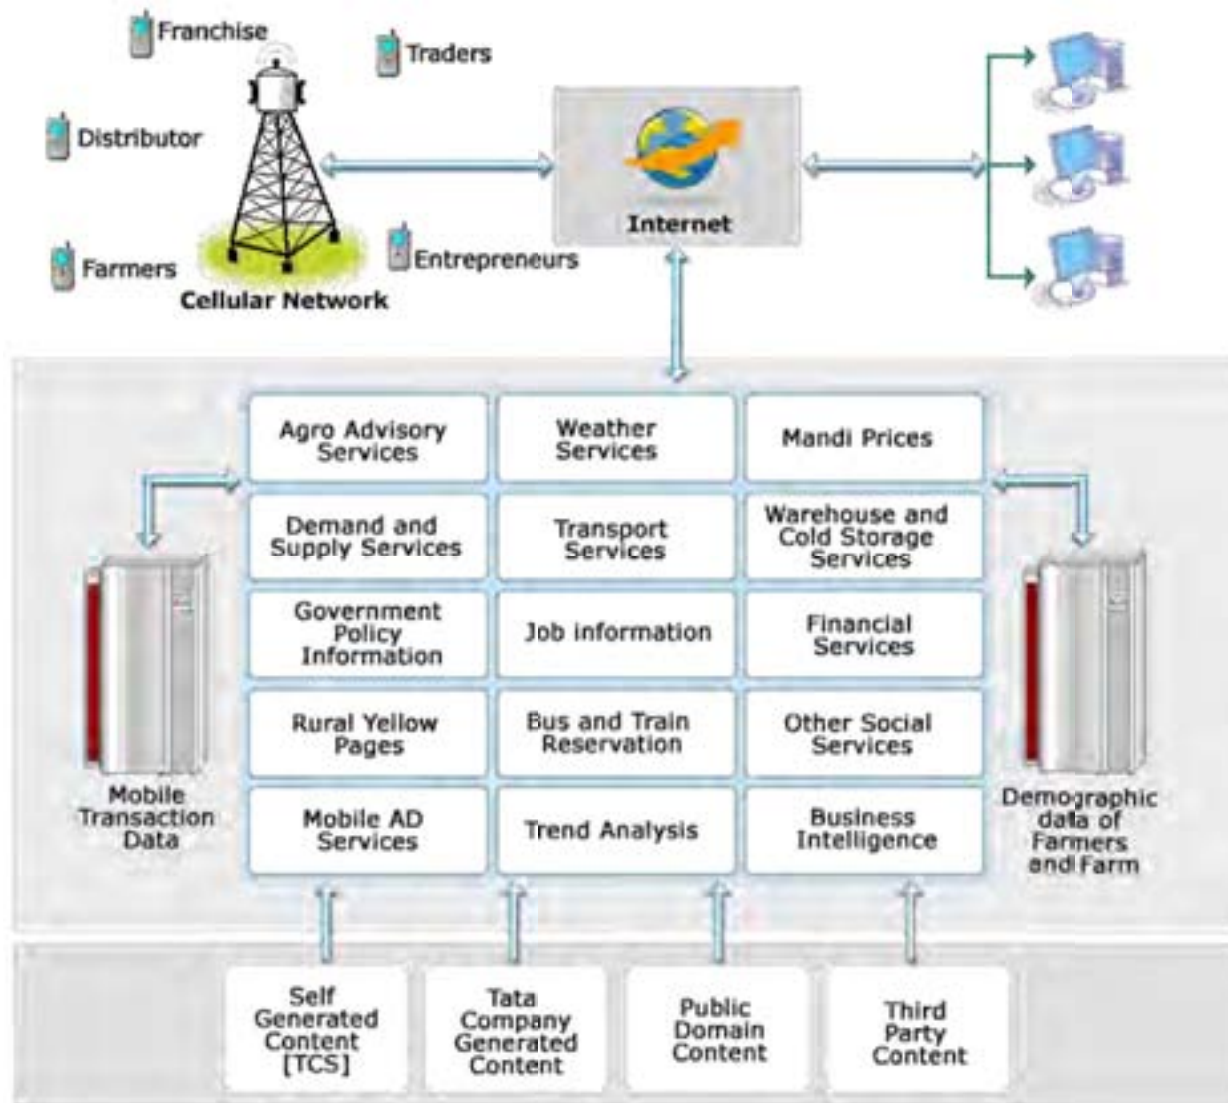 Franchise
Traders
Distributor
Farmers
Entrepreneurs
Cellular Network
Internet
Agro Advisory
Services
Weather
Services
Mandi Prices
Demand and
Supply Services
Transport
Services
Warehouse and
Cold Storage
Services
Government
Policy
Information
Job information
Financial
Services
Rural Yellow
Pages
Bus and Train
Reservation
Other Social
Services
Mobile AD
Services
Trend Analysis
Business
Intelligence
Mobile
Transaction
Data
Demographic
data of
Farmers
and Farm
Self
Generated
Content
[TCS]
Tata
Company
Generated
Content
Public
Domain
Content
Third
Party
Content